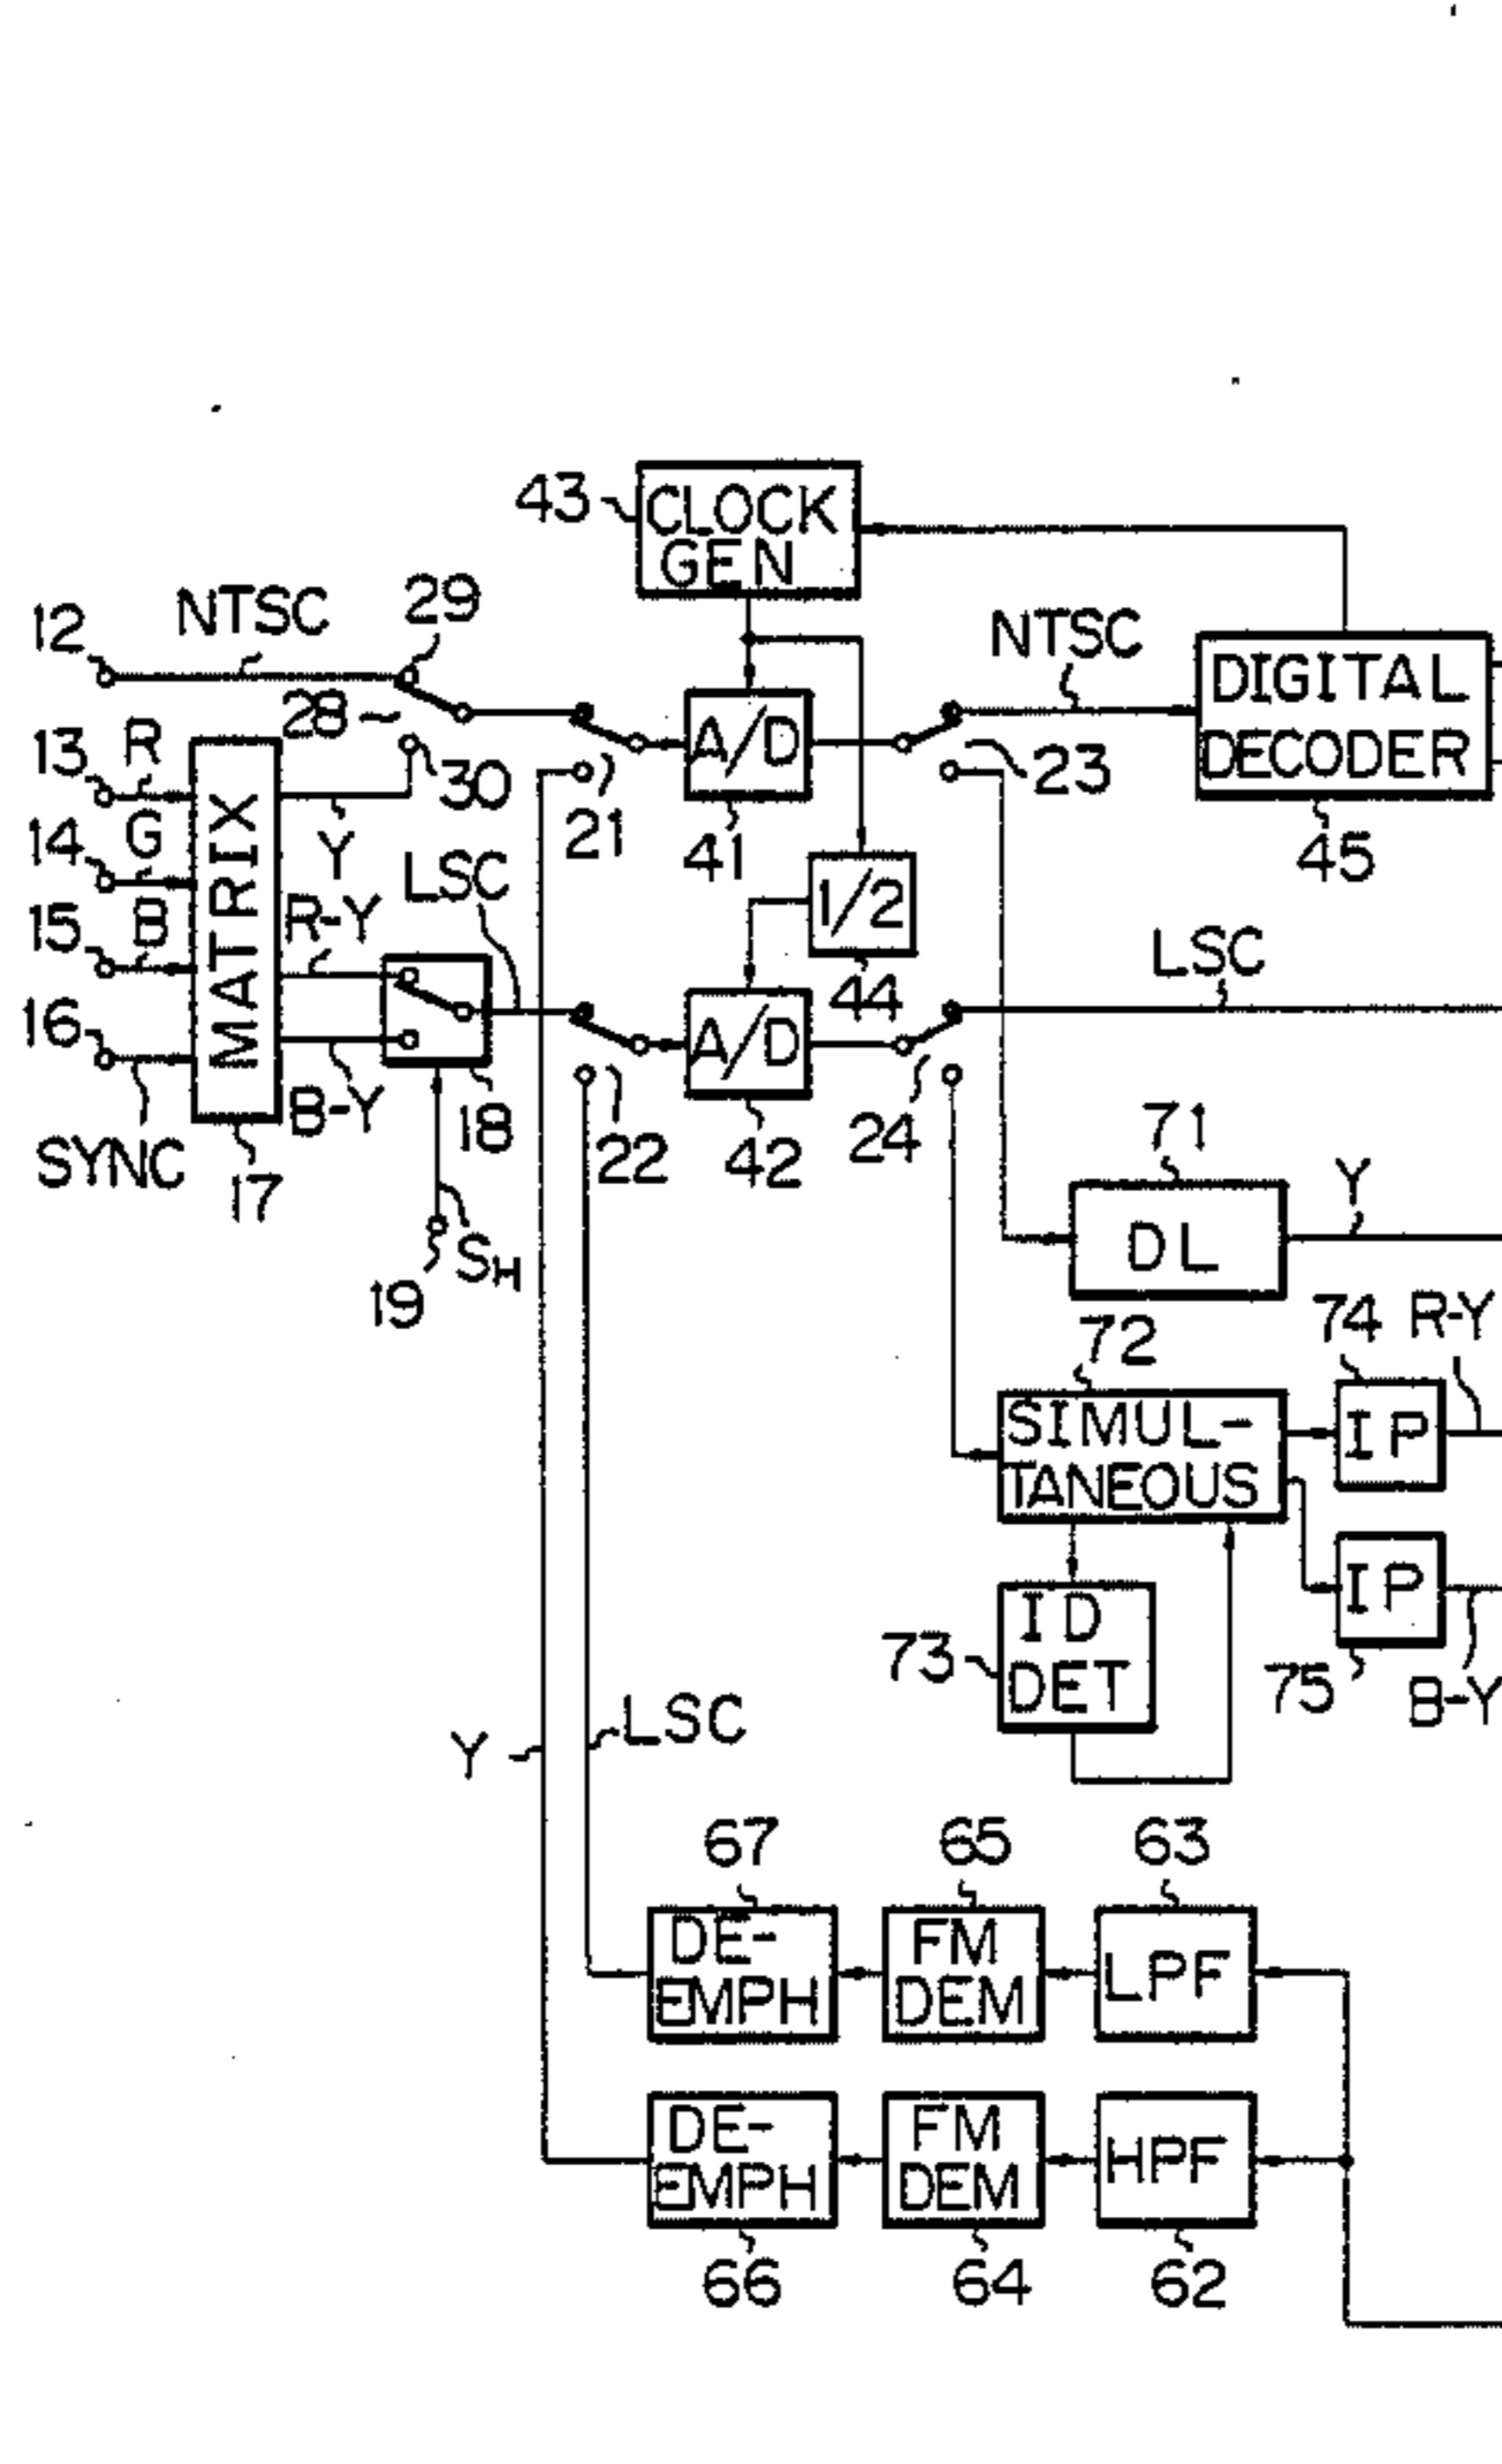 43
CLOCK
GEN
12
NTSC
29
28
NTSC
DIGITAL
DECODER
45
13
R
30
21
A/D
41
23
14
G
Y
LSC
1/2
44
15
B
MATRIX
R-Y
LSC
16
SYNC
17
B-Y
18
22
A/D
42
24
19
SH
71
DL
Y
72
74
R-Y
SIMUL-
TANEOUS
IP
73
ID
DET
IP
75
B-Y
Y
LSC
67
65
63
DE-
EMPH
FM
DEM
LPF
DE-
EMPH
FM
DEM
HPF
66
64
62